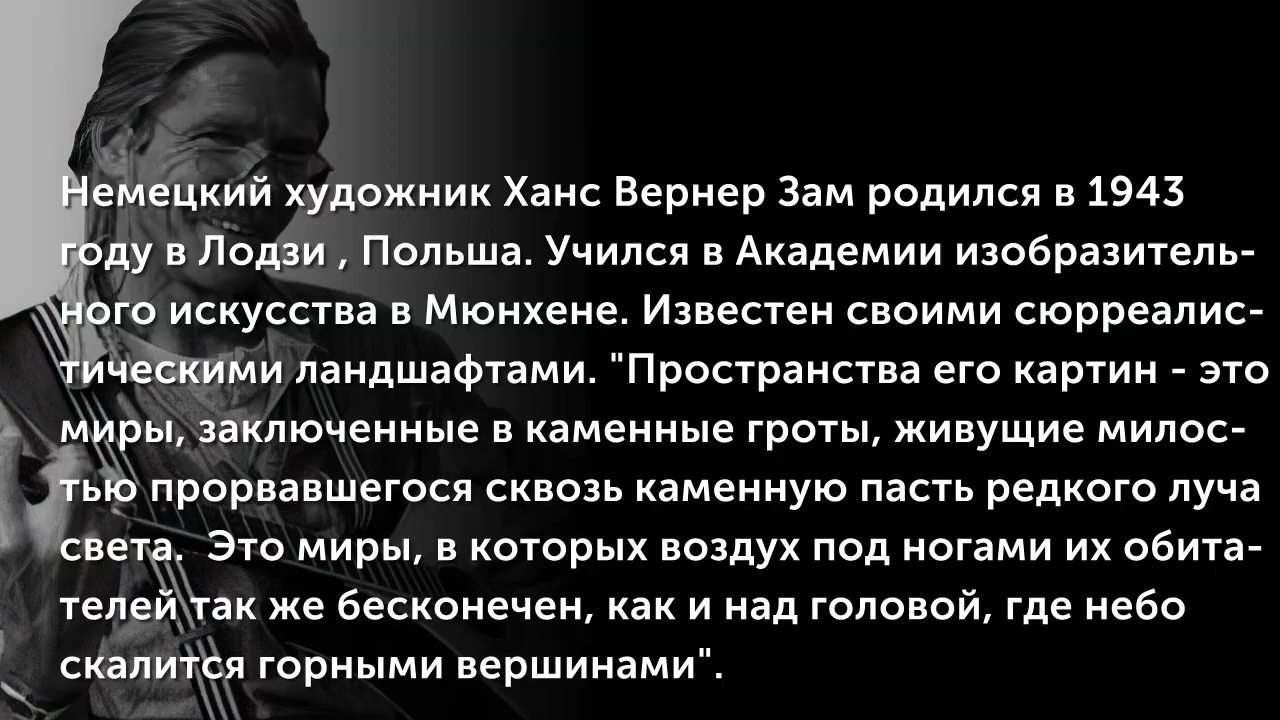 Немецкий художник Ханс Вернер Зам родился в 1943
году в Лодзи , Польша. Учился в Академии изобразитель-
ного искусства в Мюнхене. Известен своими сюрреалис-
тическими ландшафтами. "Пространства его картин - это
миры, заключенные в каменные гроты, живущие милос-
тью прорвавшегося сквозь каменную пасть редкого луча
света.  Это миры, в которых воздух под ногами их обита-
телей так же бесконечен, как и над головой, где небо
скалится горными вершинами".